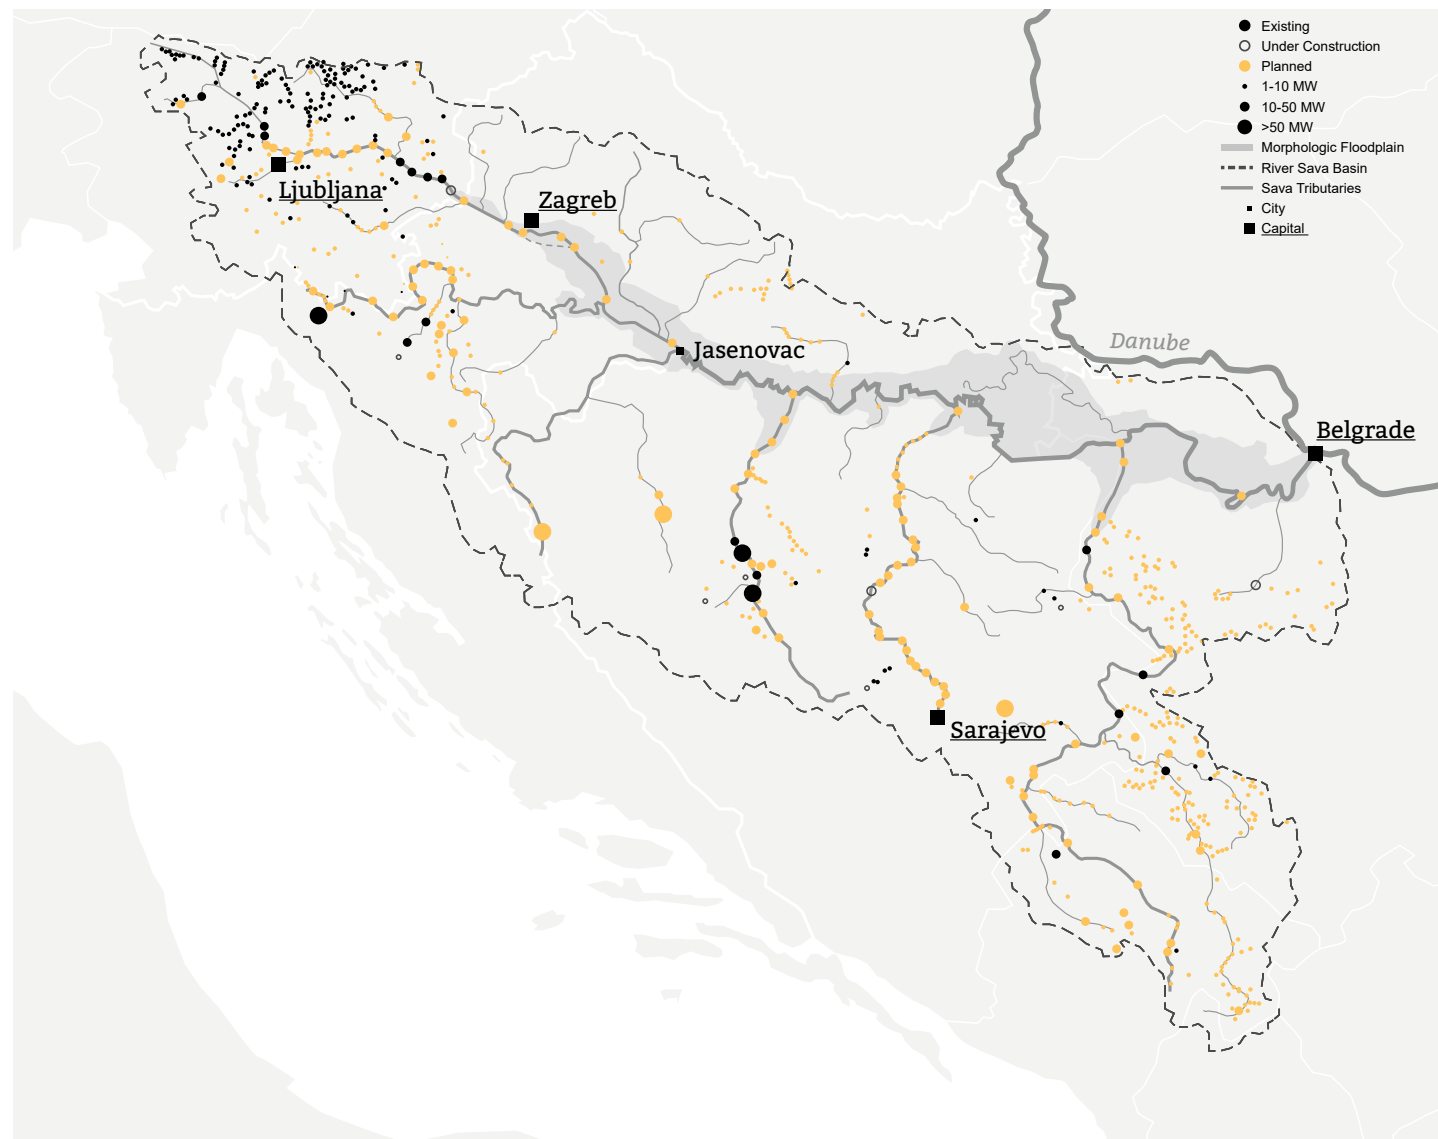 Existing
Under Construction
Planned
1-10 MW
10-50 MW
>50 MW
Morphologic Floodplain
River Sava Basin
Sava Tributaries
City
Capital
Ljubljana
Zagreb
Danube
Jasenovac
Belgrade
Sarajevo